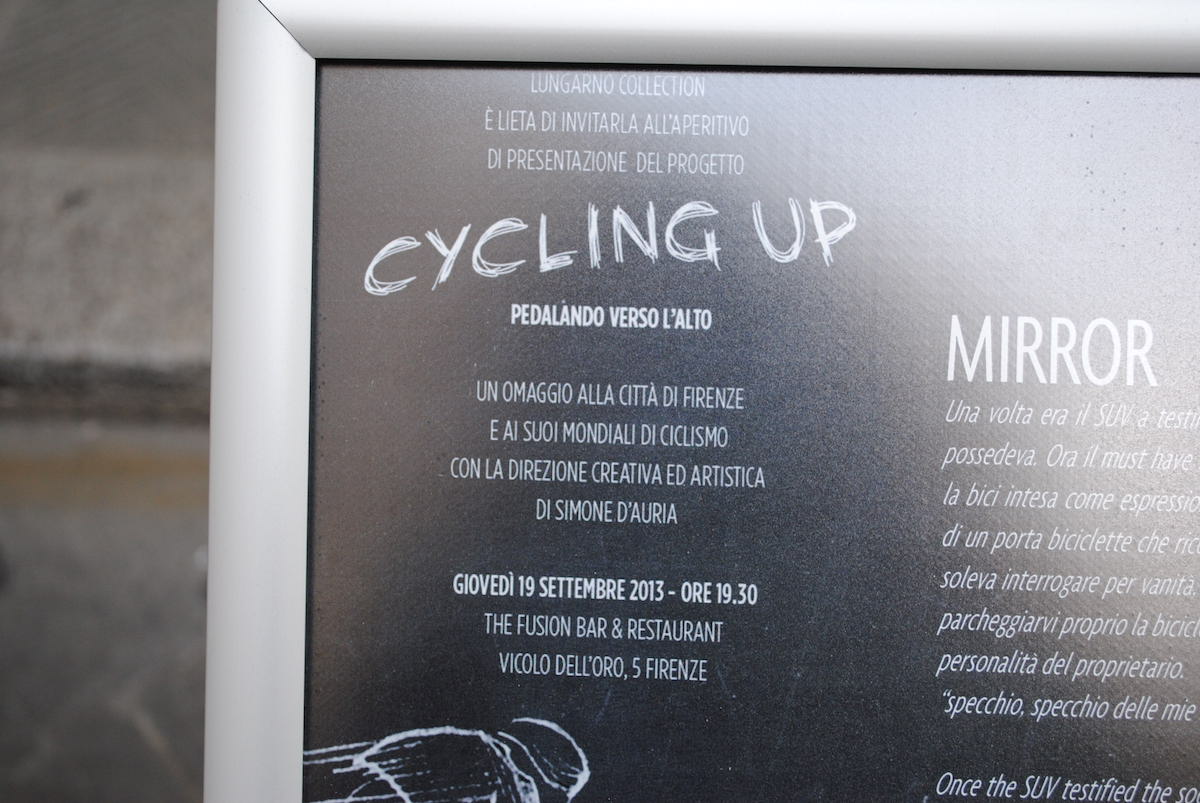 LUNGARNO COLLECTION
È LIETA DI INVITARLA ALL'APERITIVO
DI PRESENTAZIONE DEL PROGETTO
CYCLING UP
PEDALANDO VERSO L'ALTO
UN OMAGGIO ALLA CITTÀ DI FIRENZE
E AI SUOI MONDIALI DI CICLISMO
CON LA DIREZIONE CREATIVA ED ARTISTICA
DI SIMONE D'AURIA
GIOVEDÌ 19 SETTEMBRE 2013 - ORE 19.30
THE FUSION BAR & RESTAURANT
VICOLO DELL'ORO, 5 FIRENZE
MIRROR
Una volta era il SUV a
possedeva. Ora il must have
la bici intesa come
di un porta biciclette che
soleva interrogare per vanità.
parcheggiarvi proprio la
personalità del proprietario.
"specchio, specchio delle mie
Once the SUV testified the